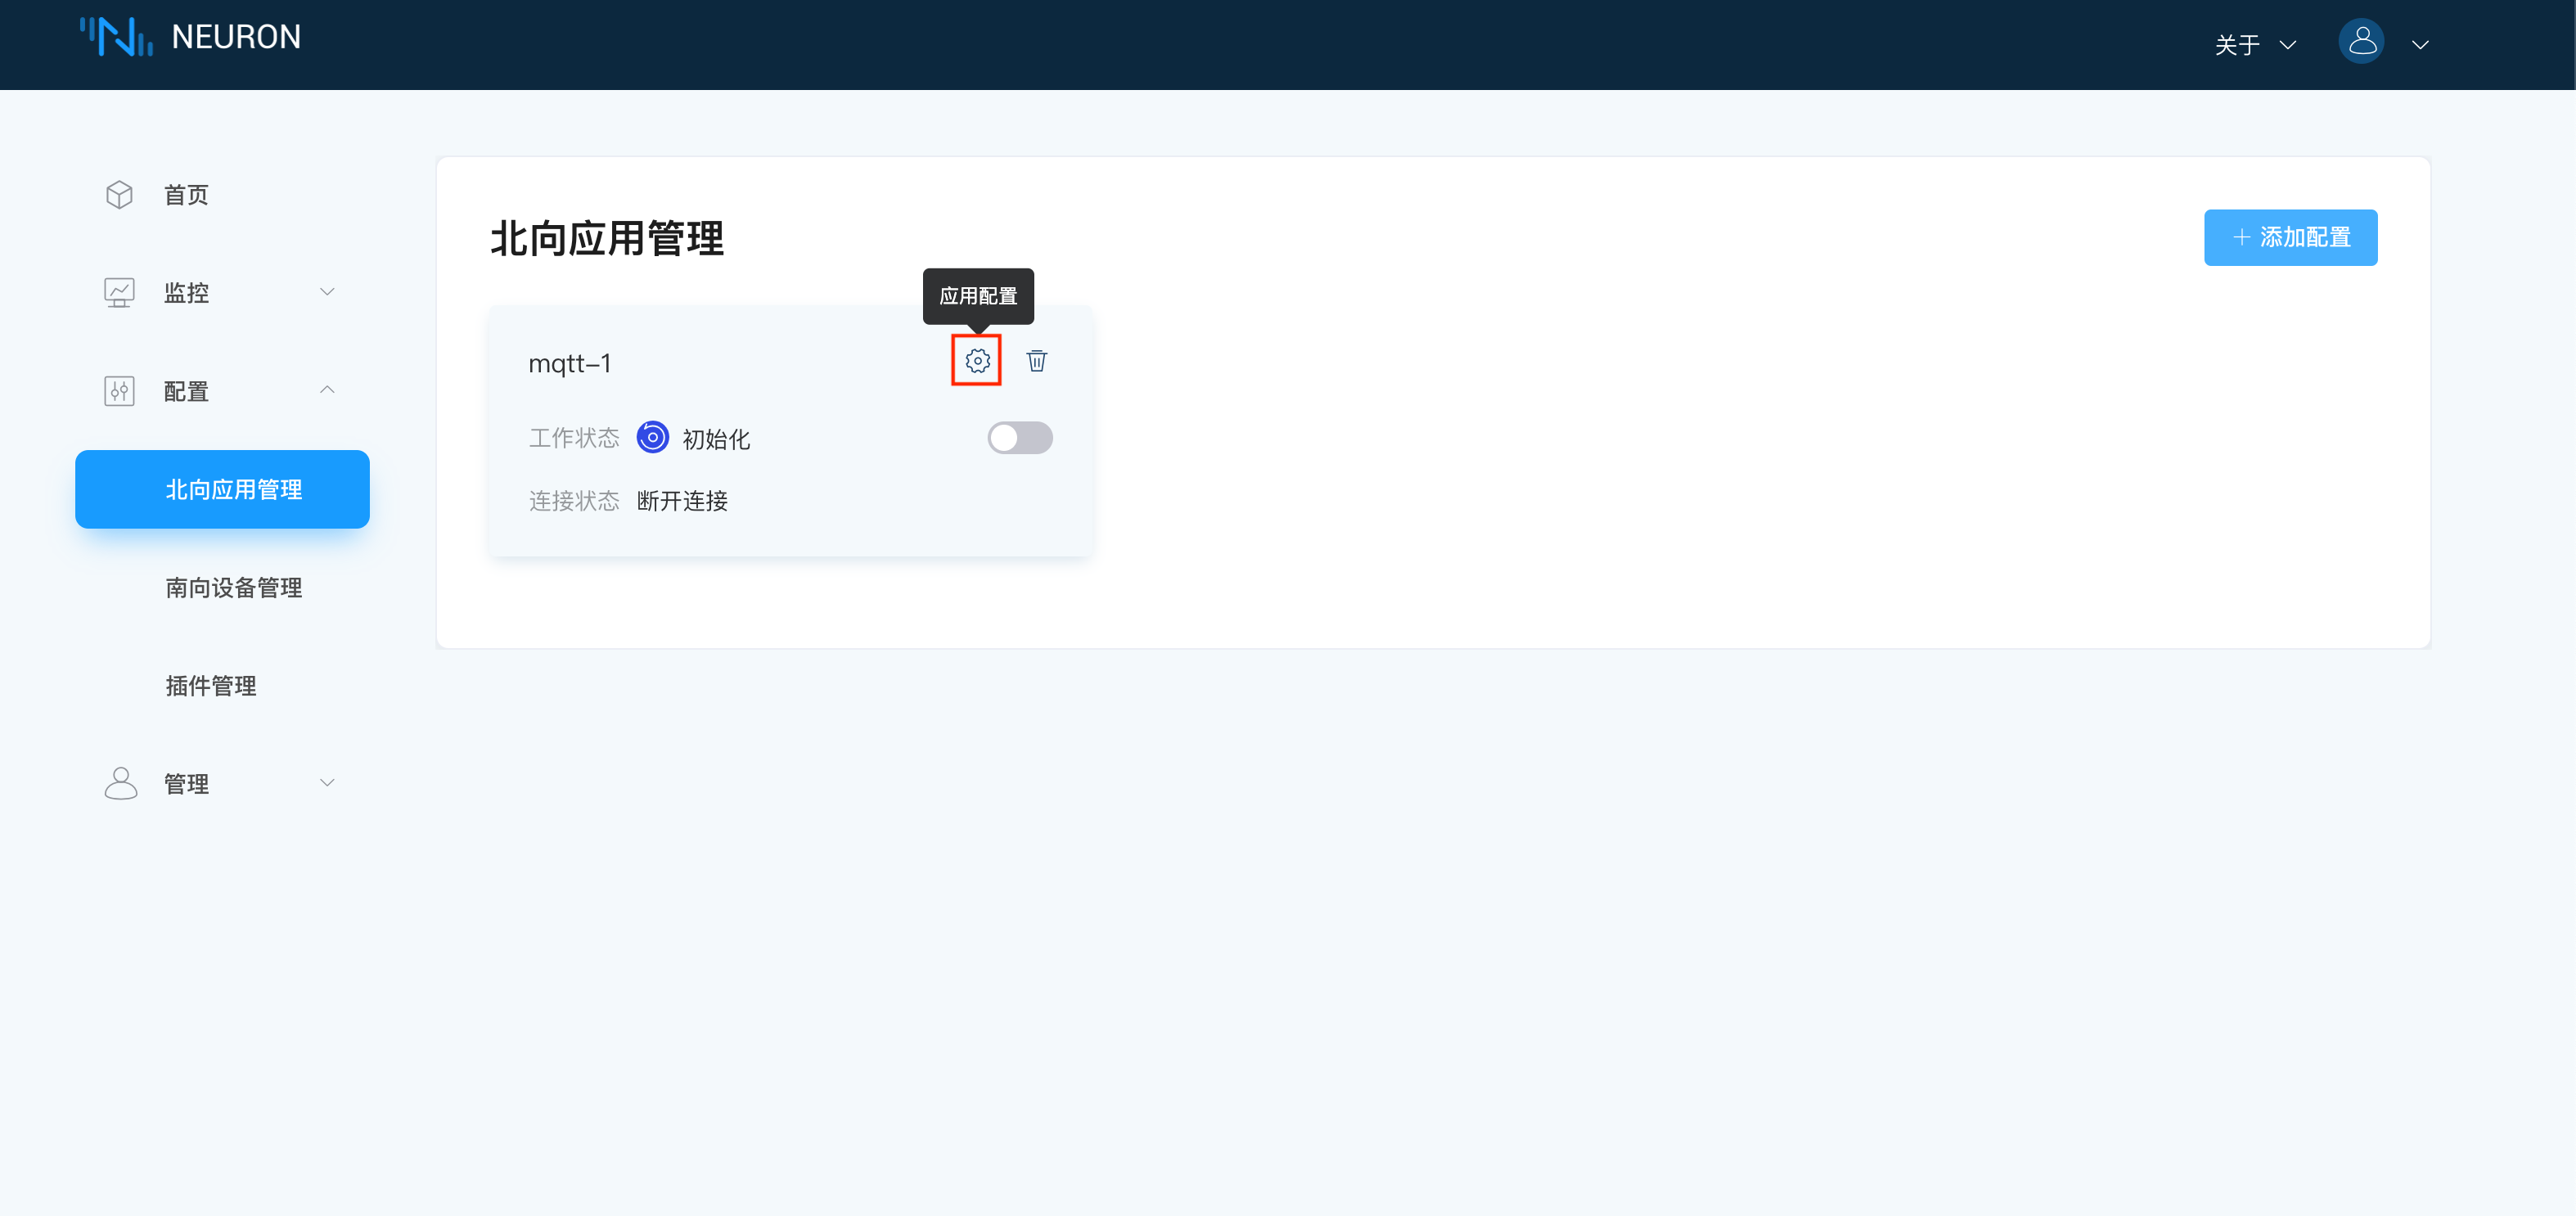 NEURON
关于
首页
监控
配置
北向应用管理
南向设备管理
插件管理
管理
北向应用管理
添加配置
应用配置
mqtt-1
工作状态 初始化
连接状态 断开连接